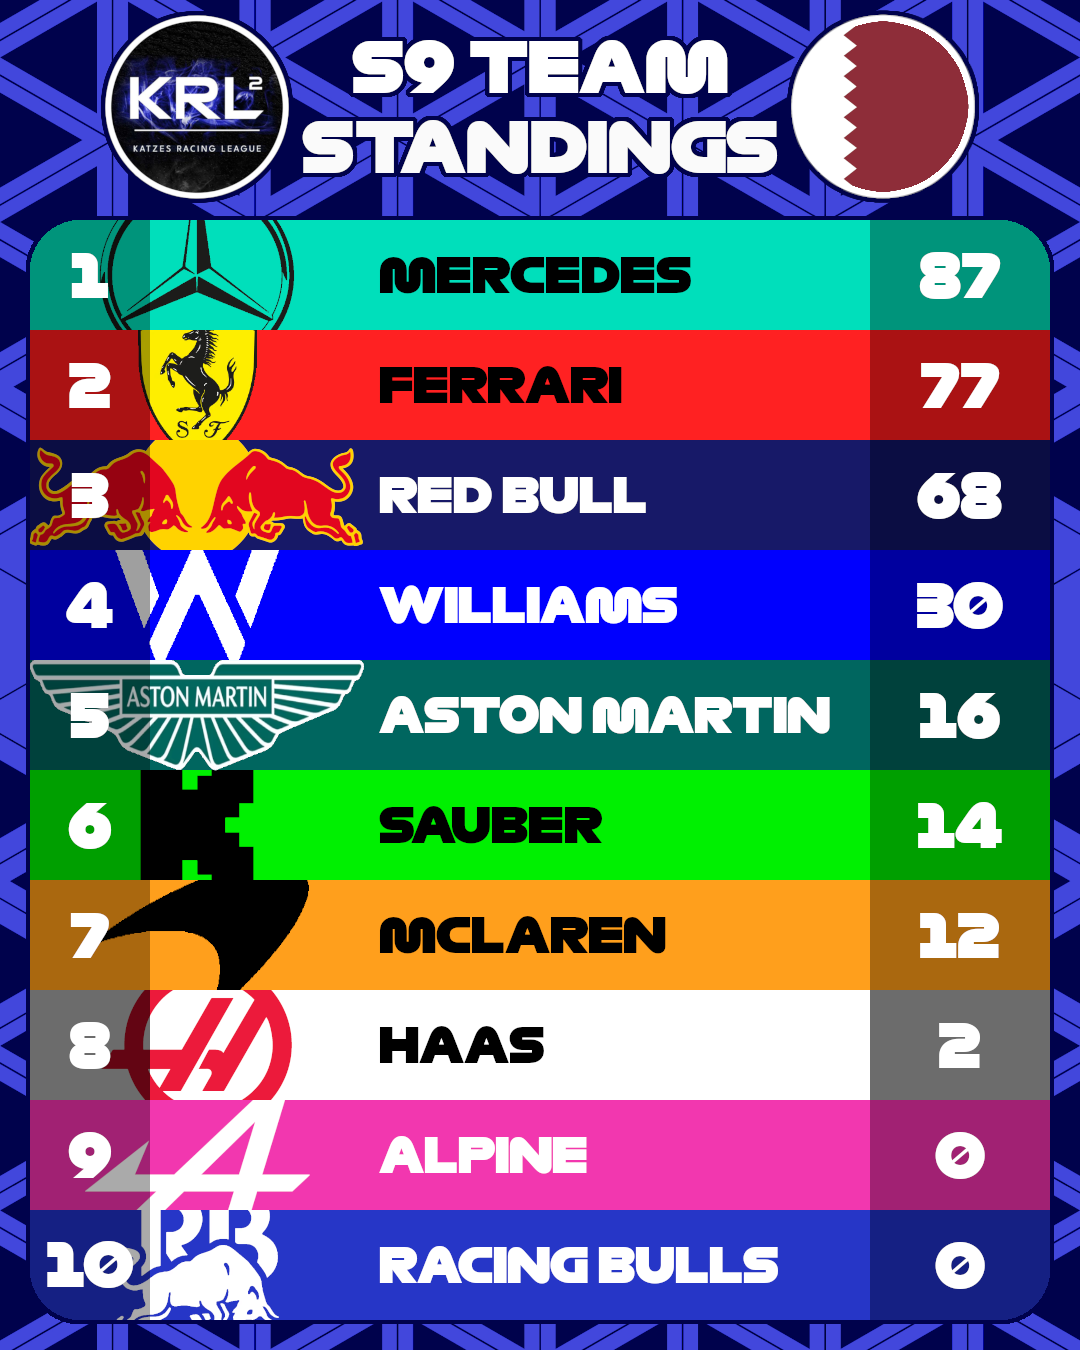 KRL²
KATZES RACING LEAGUE
S9 TEAM
STANDINGS
1 MERCEDES 87
2 S F FERRARI 77
3 RED BULL 68
4 W WILLIAMS 30
5 ASTON MARTIN ASTON MARTIN 16
6 SAUBER 14
7 MCLAREN 12
8 H HAAS 2
9 A ALPINE 0
10 RB RACING BULLS 0